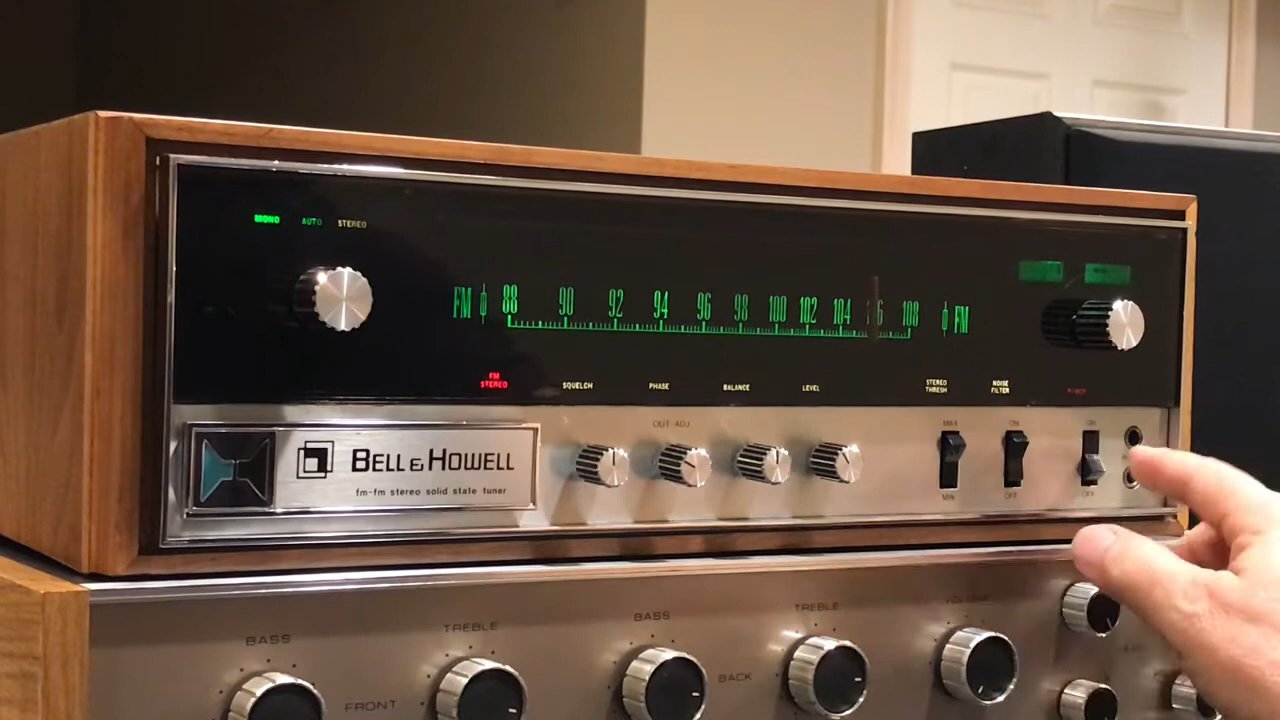 MONO AUTO STEREO
FM 88 90 92 94 96 98 100 102 104 6 108 FM
FM STEREO
SQUELCH PHASE BALANCE LEVEL
STEREO THRESH
NOISE FILTER
POWER
OUT-ADJ
MAX ON ON
BELL & HOWELL
fm-fm stereo solid state tuner
MIN OFF OFF
BASS TREBLE BASS TREBLE VOLUME
FRONT BACK